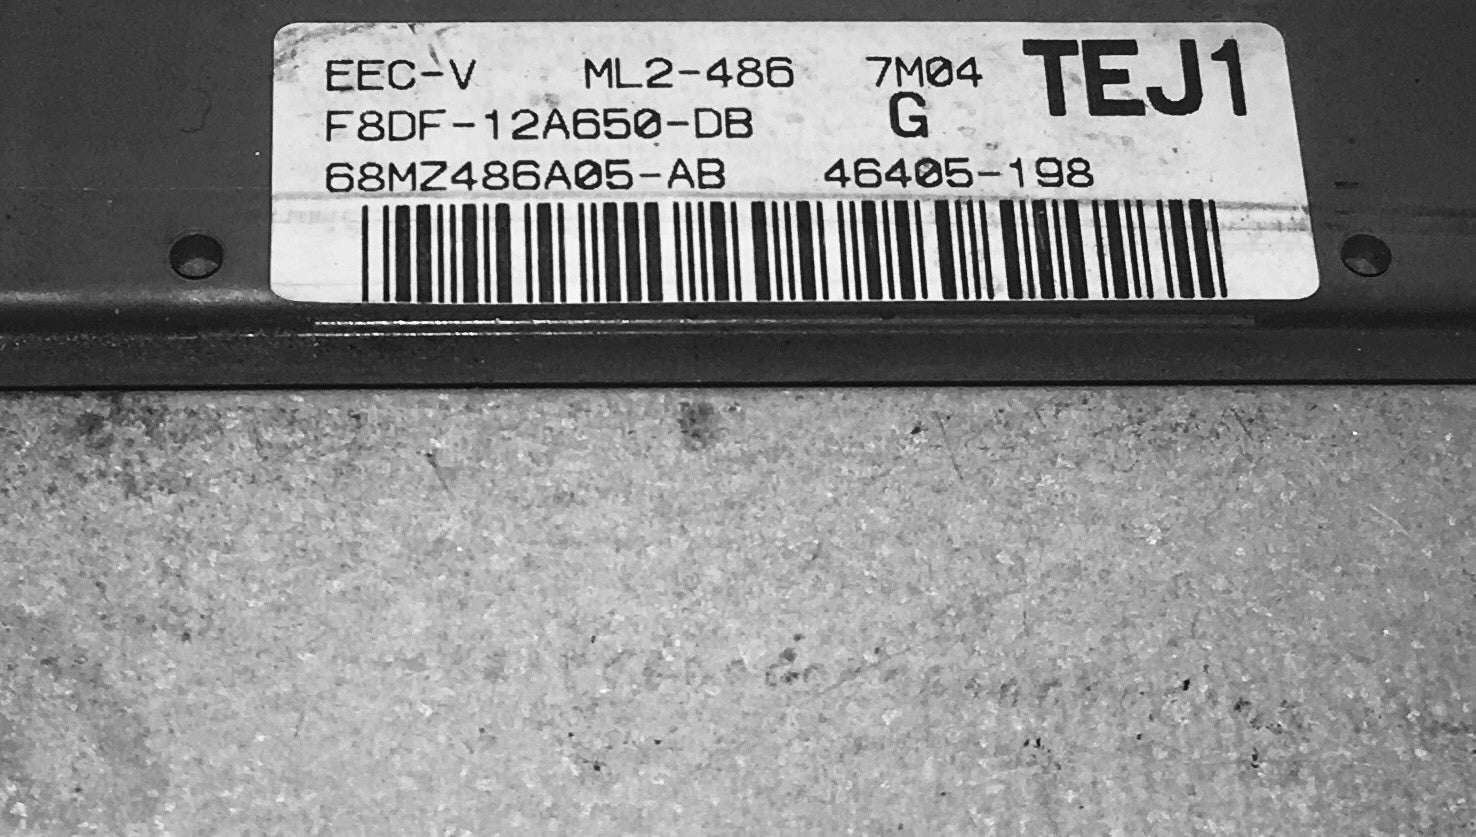 EEC-V ML2-486 7M04 TEJ1
F8DF-12A650-DB G
68MZ486A05-AB 46405-198